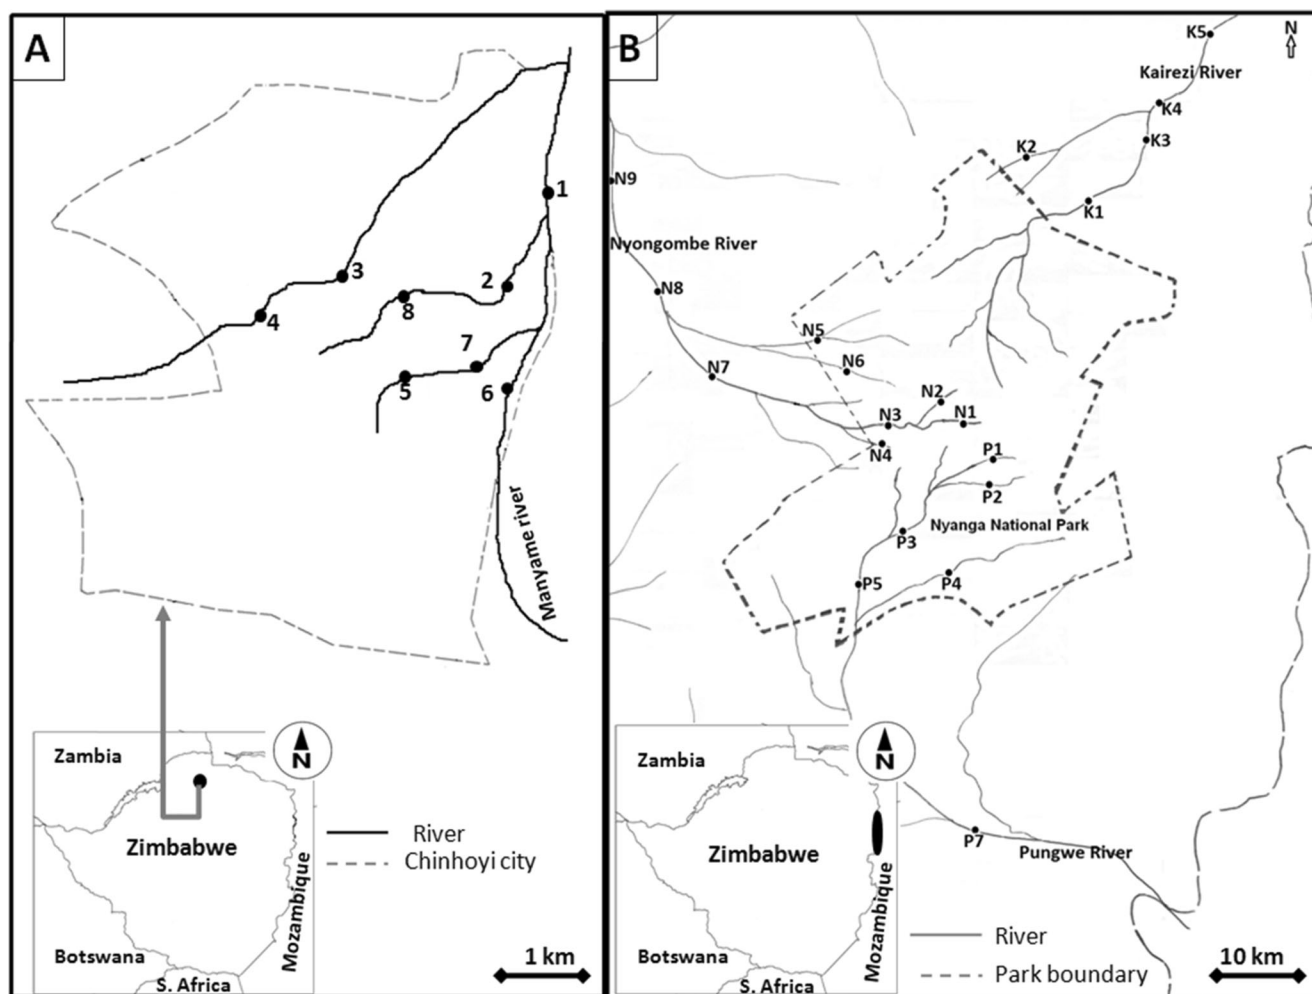 A
1
2
3
8
4
7
5
6
Manyame river
Zambia
N
Zimbabwe
Mozambique
Botswana
S. Africa
River
Chinhoyi city
1 km
B
N
K5
Kairezi River
K4
K3
K2
K1
N9
Nyongombe River
N8
N5
N6
N7
N2
N3
N1
N4
P1
P2
Nyanga National Park
P3
P4
P5
Zambia
N
Zimbabwe
Mozambique
Botswana
S. Africa
P7
Pungwe River
River
Park boundary
10 km